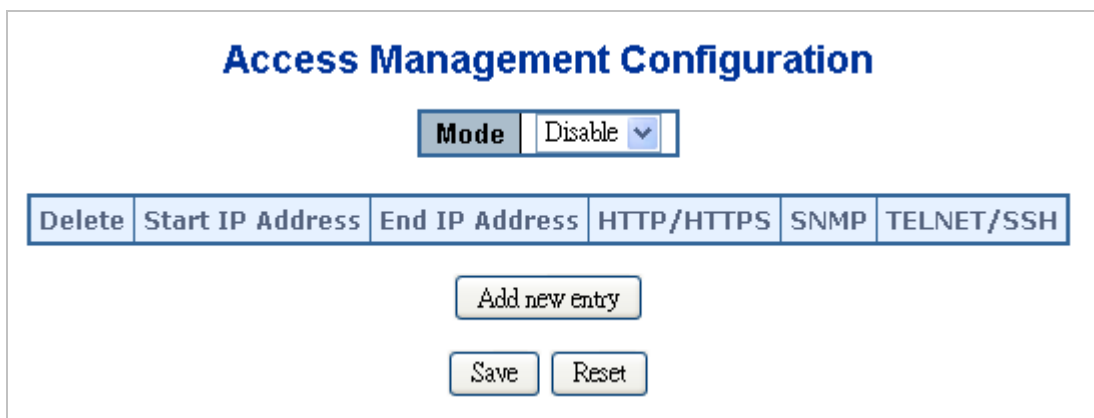 Access Management Configuration
Mode Disable
Delete Start IP Address End IP Address HTTP/HTTPS SNMP TELNET/SSH
Add new entry
Save Reset